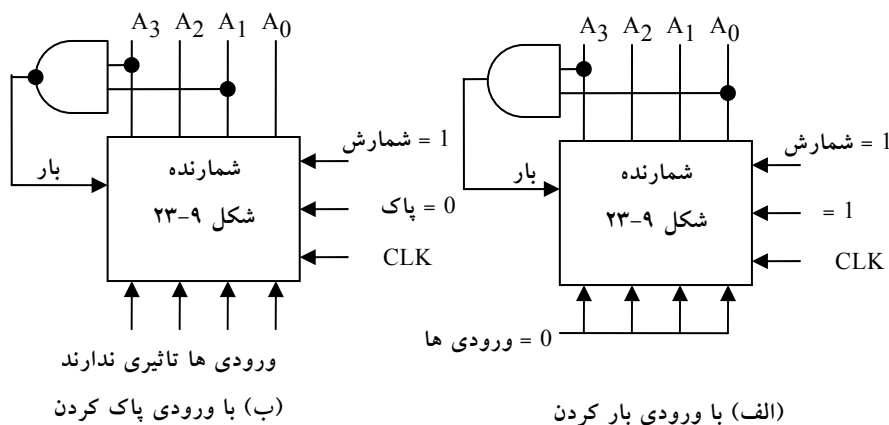 A3 A2 A1 A0
شمارش = 1
پاک = 0
CLK
بار
شمارنده
شکل ۹-۲۳
ورودی ها تاثیری ندارند
(ب) با ورودی پاک کردن
A3 A2 A1 A0
شمارش = 1
= 1
CLK
بار
شمارنده
شکل ۹-۲۳
ورودی ها = 0
(الف) با ورودی بار کردن